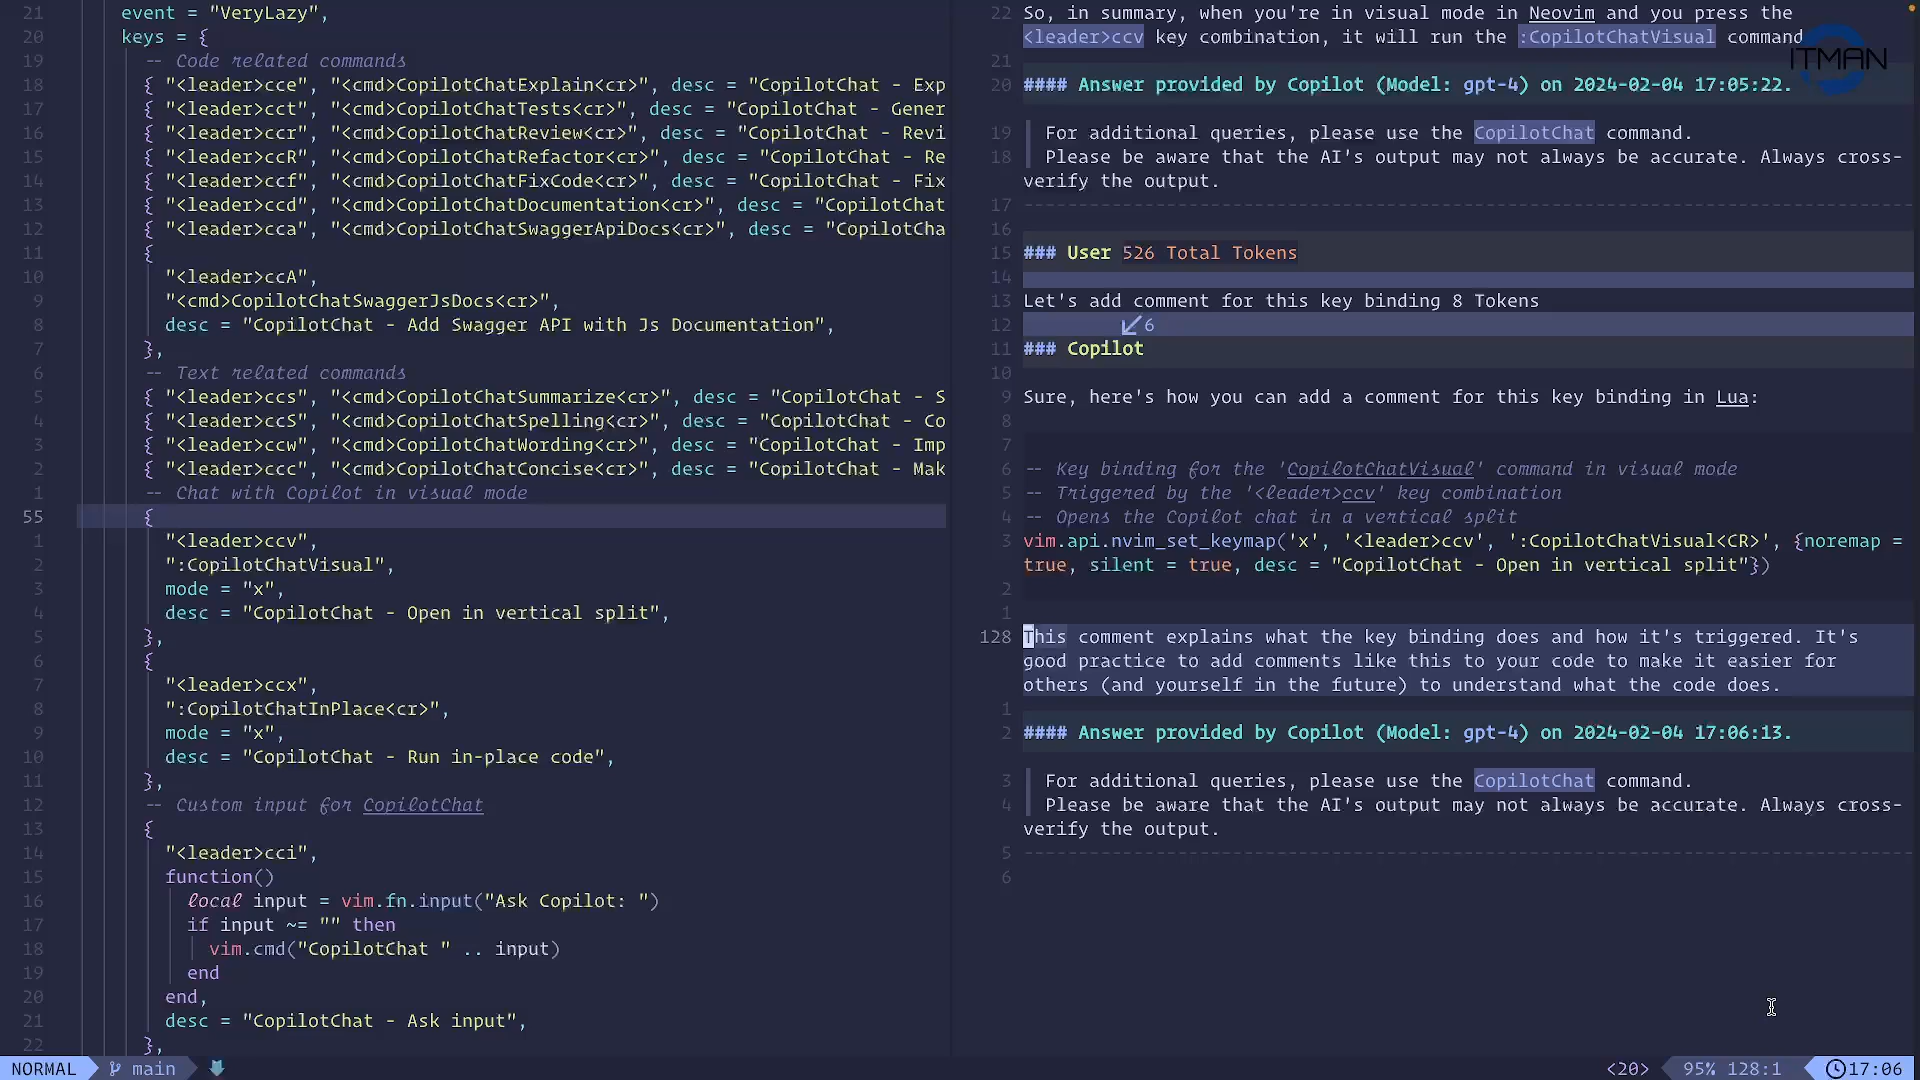 21 event = "VeryLazy",
20 keys = {
19 -- Code related commands
18 { "<leader>cce", "<cmd>CopilotChatExplain<cr>", desc = "CopilotChat - Exp
17 { "<leader>cct", "<cmd>CopilotChatTests<cr>", desc = "CopilotChat - Gener
16 { "<leader>ccr", "<cmd>CopilotChatReview<cr>", desc = "CopilotChat - Revi
15 { "<leader>ccR", "<cmd>CopilotChatRefactor<cr>", desc = "CopilotChat - Re
14 { "<leader>ccf", "<cmd>CopilotChatFixCode<cr>", desc = "CopilotChat - Fix
13 { "<leader>ccd", "<cmd>CopilotChatDocumentation<cr>", desc = "CopilotChat
12 { "<leader>cca", "<cmd>CopilotChatSwaggerApiDocs<cr>", desc = "CopilotCha
11 {
10 "<leader>ccA",
9 "<cmd>CopilotChatSwaggerJsDocs<cr>",
8 desc = "CopilotChat - Add Swagger API with Js Documentation",
7 },
6 -- Text related commands
5 { "<leader>ccs", "<cmd>CopilotChatSummarize<cr>", desc = "CopilotChat - S
4 { "<leader>ccS", "<cmd>CopilotChatSpelling<cr>", desc = "CopilotChat - Co
3 { "<leader>ccw", "<cmd>CopilotChatWording<cr>", desc = "CopilotChat - Imp
2 { "<leader>ccc", "<cmd>CopilotChatConcise<cr>", desc = "CopilotChat - Mak
1 -- Chat with Copilot in visual mode
55 {
1 "<leader>ccv",
2 ":CopilotChatVisual",
3 mode = "x",
4 desc = "CopilotChat - Open in vertical split",
5 },
6 {
7 "<leader>ccx",
8 ":CopilotChatInPlace<cr>",
9 mode = "x",
10 desc = "CopilotChat - Run in-place code",
11 },
12 -- Custom input for CopilotChat
13 {
14 "<leader>cci",
15 function()
16 local input = vim.fn.input("Ask Copilot: ")
17 if input ~= "" then
18 vim.cmd("CopilotChat " .. input)
19 end
20 end,
21 desc = "CopilotChat - Ask input",
22 },
22 So, in summary, when you're in visual mode in Neovim and you press the
<leader>ccv key combination, it will run the :CopilotChatVisual command
ITMAN
21
20 #### Answer provided by Copilot (Model: gpt-4) on 2024-02-04 17:05:22.
19 For additional queries, please use the CopilotChat command.
18 Please be aware that the AI's output may not always be accurate. Always cross-
verify the output.
17
16
15 ### User 526 Total Tokens
14
13 Let's add comment for this key binding 8 Tokens
12 6
11 ### Copilot
10
9 Sure, here's how you can add a comment for this key binding in Lua:
8
7
6 -- Key binding for the 'CopilotChatVisual' command in visual mode
5 -- Triggered by the '<leader>ccv' key combination
4 -- Opens the Copilot chat in a vertical split
3 vim.api.nvim_set_keymap('x', '<leader>ccv', ':CopilotChatVisual<CR>', {noremap =
true, silent = true, desc = "CopilotChat - Open in vertical split"})
2
1
128 This comment explains what the key binding does and how it's triggered. It's
good practice to add comments like this to your code to make it easier for
others (and yourself in the future) to understand what the code does.
1
2 #### Answer provided by Copilot (Model: gpt-4) on 2024-02-04 17:06:13.
3 For additional queries, please use the CopilotChat command.
4 Please be aware that the AI's output may not always be accurate. Always cross-
verify the output.
5
6
NORMAL main <20> 95% 128:1 17:06